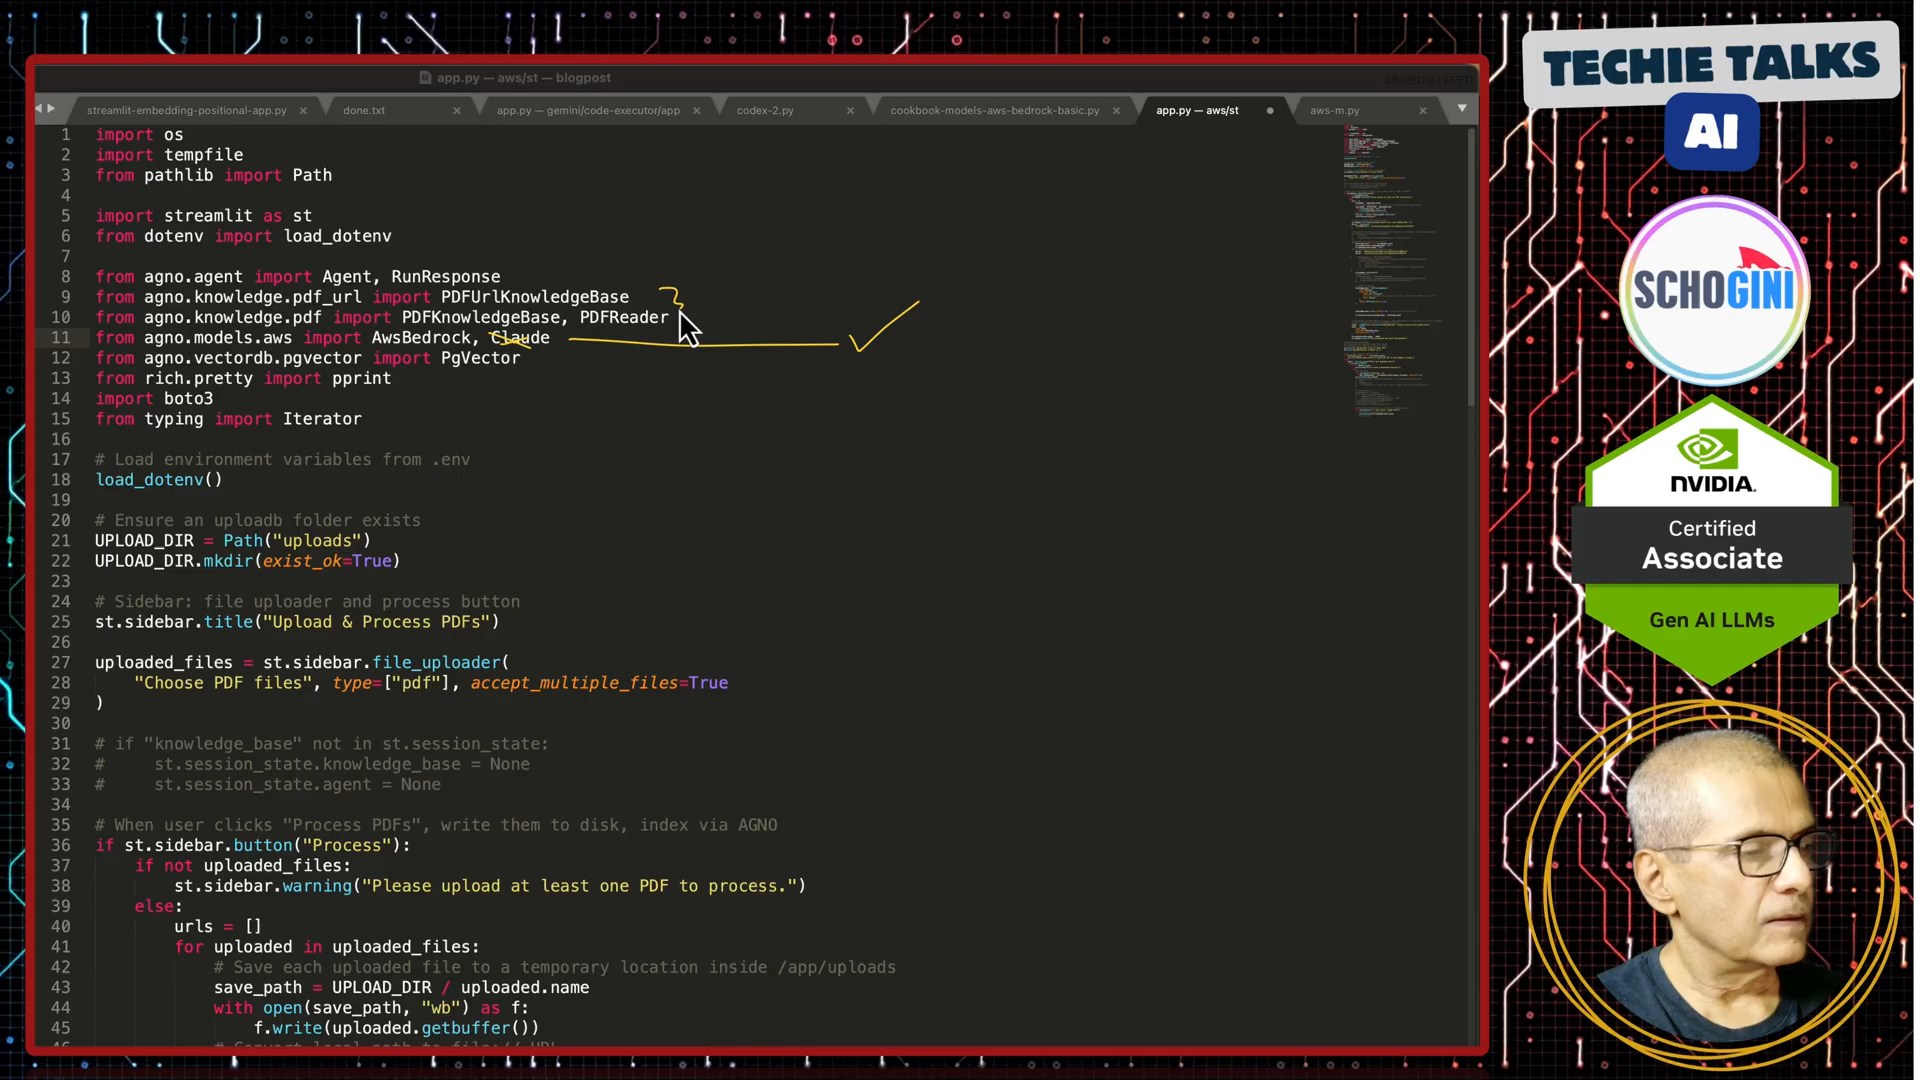 app.py — aws/st — blogpost
UNREGISTERED
streamlit-embedding-positional-app.py
done.txt
app.py — gemini/code-executor/app
codex-2.py
cookbook-models-aws-bedrock-basic.py
app.py — aws/st
aws-m.py
1 import os
2 import tempfile
3 from pathlib import Path
4
5 import streamlit as st
6 from dotenv import load_dotenv
7
8 from agno.agent import Agent, RunResponse
9 from agno.knowledge.pdf_url import PDFUrlKnowledgeBase
10 from agno.knowledge.pdf import PDFKnowledgeBase, PDFReader
11 from agno.models.aws import AwsBedrock, Claude
12 from agno.vectordb.pgvector import PgVector
13 from rich.pretty import pprint
14 import boto3
15 from typing import Iterator
16
17 # Load environment variables from .env
18 load_dotenv()
19
20 # Ensure an uploadb folder exists
21 UPLOAD_DIR = Path("uploads")
22 UPLOAD_DIR.mkdir(exist_ok=True)
23
24 # Sidebar: file uploader and process button
25 st.sidebar.title("Upload & Process PDFs")
26
27 uploaded_files = st.sidebar.file_uploader(
28 "Choose PDF files", type=["pdf"], accept_multiple_files=True
29 )
30
31 # if "knowledge_base" not in st.session_state:
32 # st.session_state.knowledge_base = None
33 # st.session_state.agent = None
34
35 # When user clicks "Process PDFs", write them to disk, index via AGNO
36 if st.sidebar.button("Process"):
37 if not uploaded_files:
38 st.sidebar.warning("Please upload at least one PDF to process.")
39 else:
40 urls = []
41 for uploaded in uploaded_files:
42 # Save each uploaded file to a temporary location inside /app/uploads
43 save_path = UPLOAD_DIR / uploaded.name
44 with open(save_path, "wb") as f:
45 f.write(uploaded.getbuffer())
TECHIE TALKS
AI
SCHOGINI
NVIDIA.
Certified
Associate
Gen AI LLMs